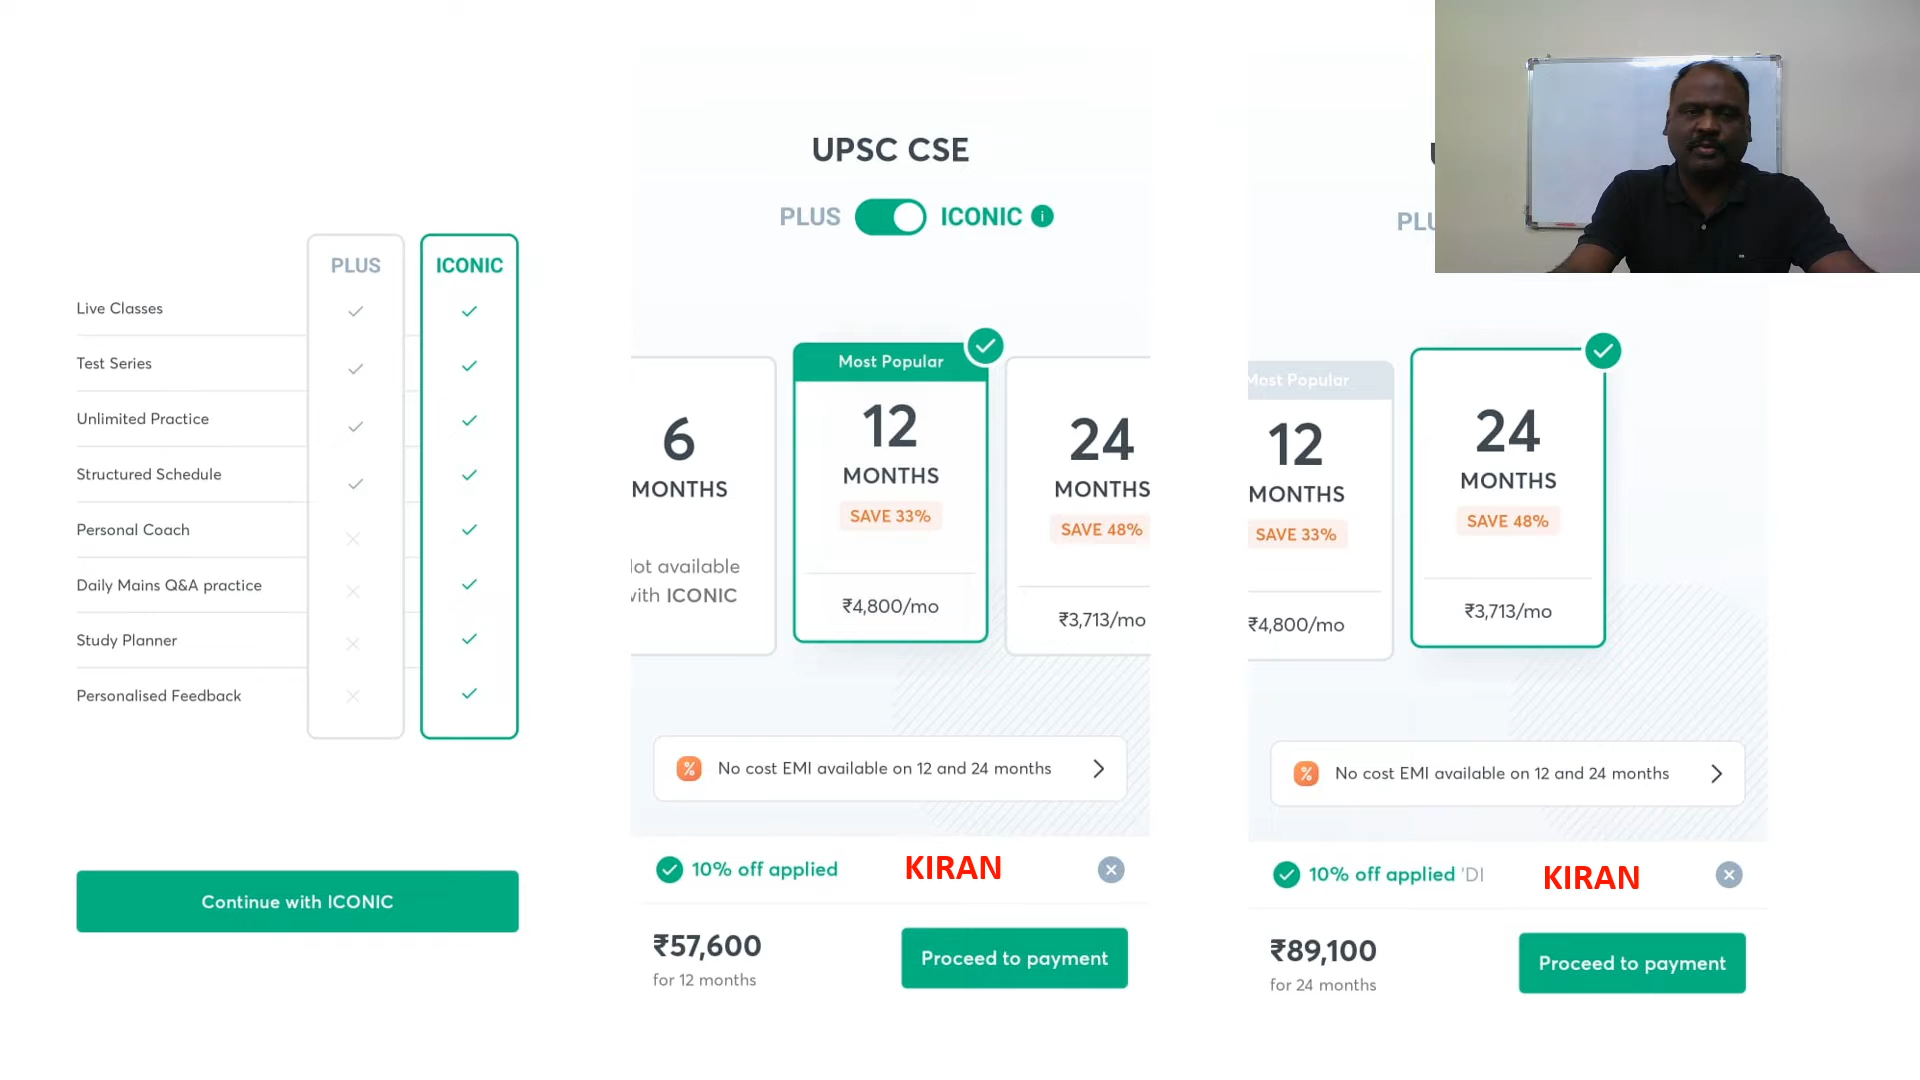 PLUS
ICONIC
Live Classes
Test Series
Unlimited Practice
Structured Schedule
Personal Coach
Daily Mains Q&A practice
Study Planner
Personalised Feedback
Continue with ICONIC
UPSC CSE
PLUS ICONIC
6
MONTHS
ot available
ith ICONIC
Most Popular
12
MONTHS
SAVE 33%
₹4,800/mo
24
MONTHS
SAVE 48%
₹3,713/mo
No cost EMI available on 12 and 24 months
10% off applied KIRAN
₹57,600
for 12 months
Proceed to payment
PLU
Most Popular
12
MONTHS
SAVE 33%
₹4,800/mo
24
MONTHS
SAVE 48%
₹3,713/mo
No cost EMI available on 12 and 24 months
10% off applied 'DI KIRAN
₹89,100
for 24 months
Proceed to payment